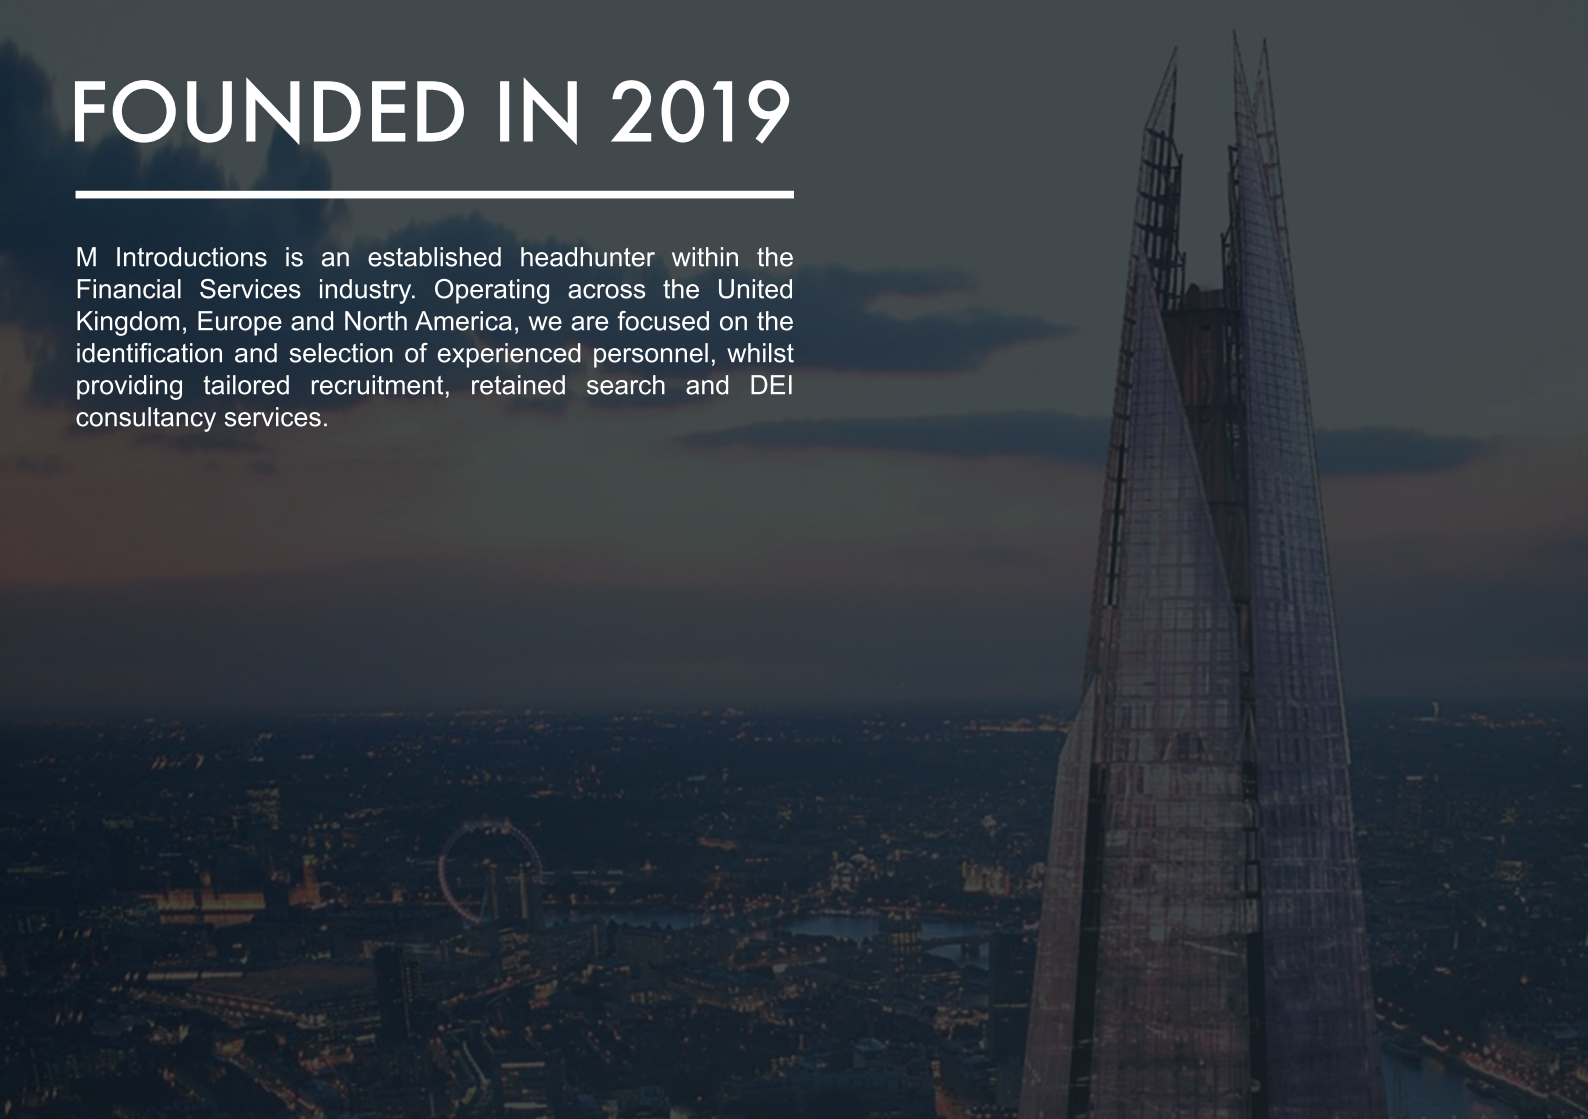 FOUNDED IN 2019
M Introductions is an established headhunter within the
Financial Services industry. Operating across the United
Kingdom, Europe and North America, we are focused on the
identification and selection of experienced personnel, whilst
providing tailored recruitment, retained search and DEI
consultancy services.